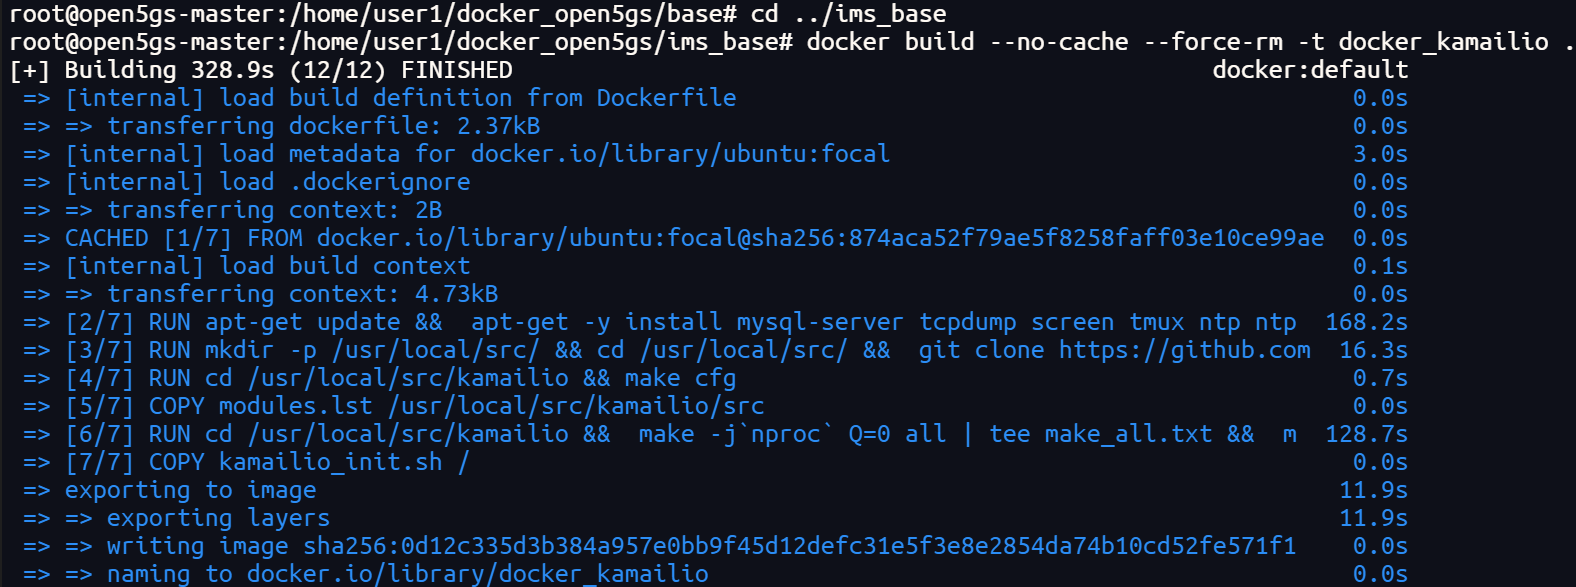 root@open5gs-master:/home/user1/docker_open5gs/base# cd ../ims_base
root@open5gs-master:/home/user1/docker_open5gs/ims_base# docker build --no-cache --force-rm -t docker_kamailio .
[+] Building 328.9s (12/12) FINISHED docker:default
=> [internal] load build definition from Dockerfile 0.0s
=> => transferring dockerfile: 2.37kB 0.0s
=> [internal] load metadata for docker.io/library/ubuntu:focal 3.0s
=> [internal] load .dockerignore 0.0s
=> => transferring context: 2B 0.0s
=> CACHED [1/7] FROM docker.io/library/ubuntu:focal@sha256:874aca52f79ae5f8258faff03e10ce99ae 0.0s
=> [internal] load build context 0.1s
=> => transferring context: 4.73kB 0.0s
=> [2/7] RUN apt-get update &&  apt-get -y install mysql-server tcpdump screen tmux ntp ntp 168.2s
=> [3/7] RUN mkdir -p /usr/local/src/ && cd /usr/local/src/ &&  git clone https://github.com 16.3s
=> [4/7] RUN cd /usr/local/src/kamailio && make cfg 0.7s
=> [5/7] COPY modules.lst /usr/local/src/kamailio/src 0.0s
=> [6/7] RUN cd /usr/local/src/kamailio &&  make -j`nproc` Q=0 all | tee make_all.txt &&  m 128.7s
=> [7/7] COPY kamailio_init.sh / 0.0s
=> exporting to image 11.9s
=> => exporting layers 11.9s
=> => writing image sha256:0d12c335d3b384a957e0bb9f45d12defc31e5f3e8e2854da74b10cd52fe571f1 0.0s
=> => naming to docker.io/library/docker_kamailio 0.0s